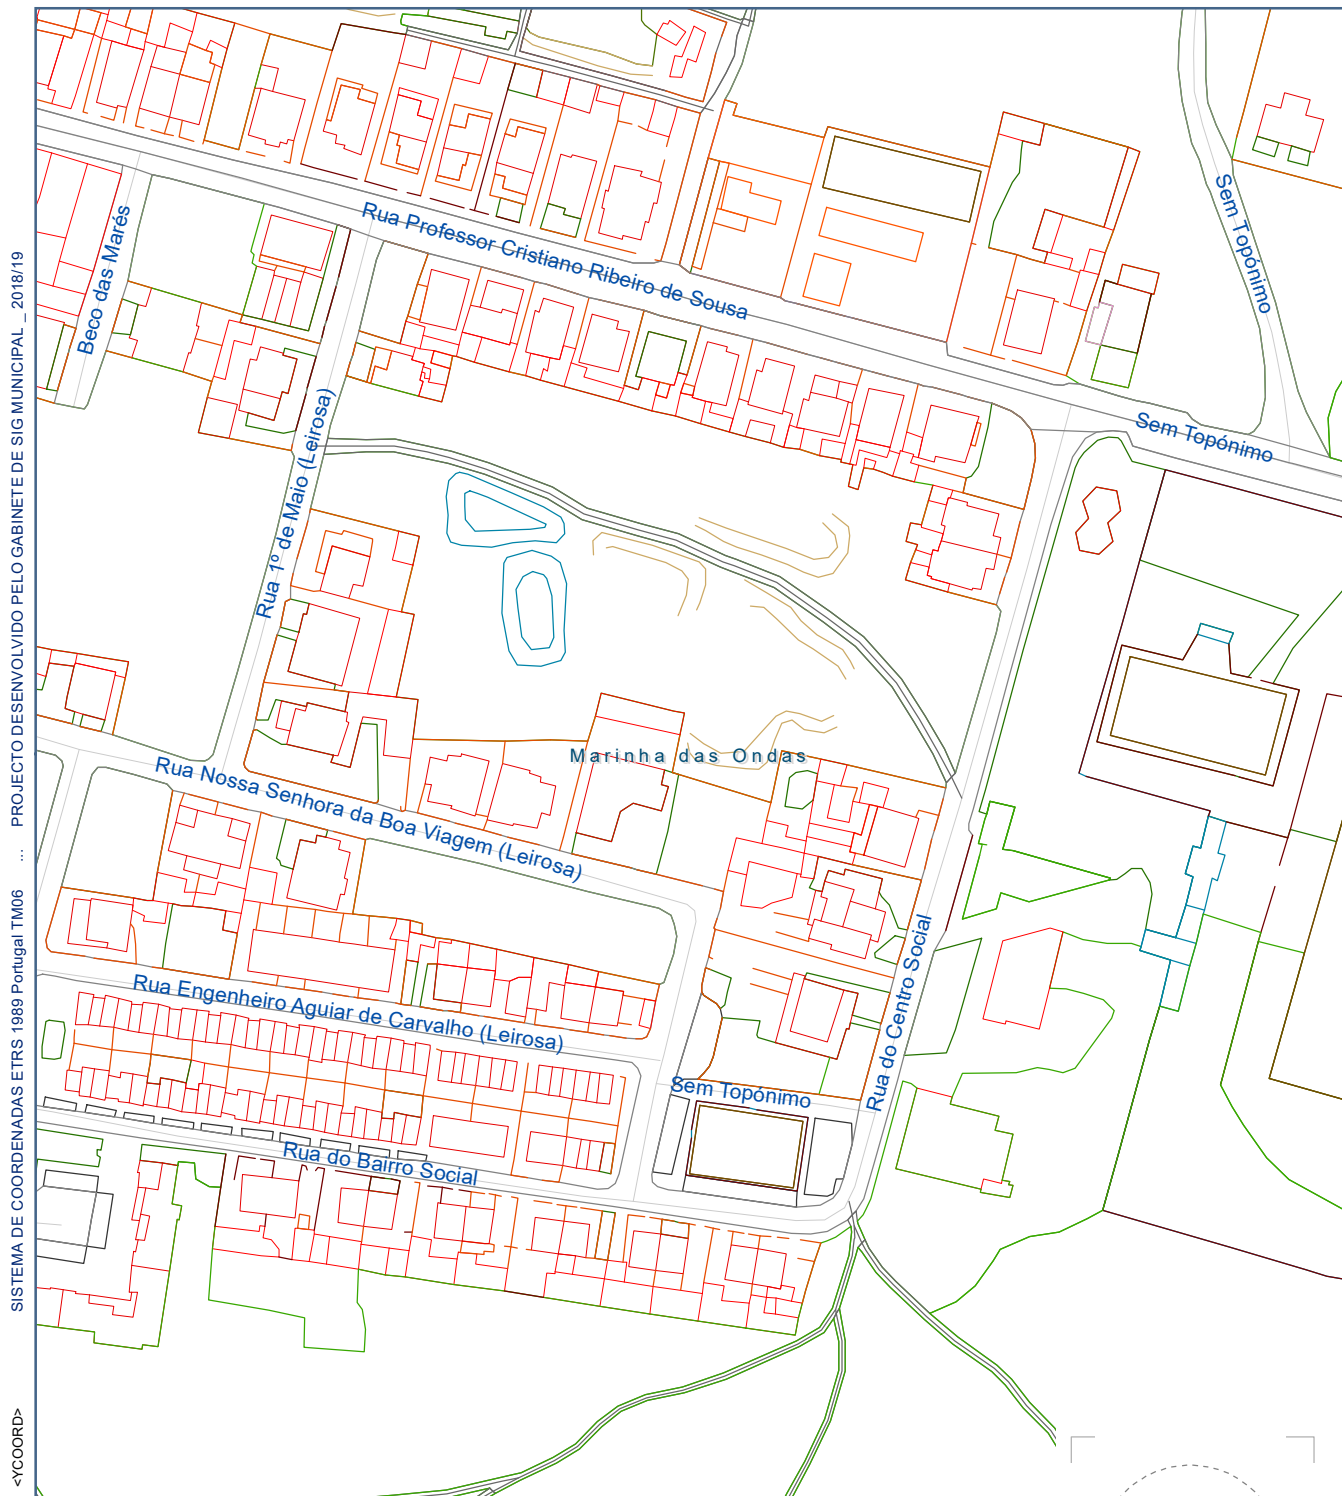 Rua Professor Cristiano Ribeiro de Sousa
Sem Topónimo
Beco das Marés
Sem Topónimo
Rua 1º de Maio (Leirosa)
Marinha das Ondas
Rua Nossa Senhora da Boa Viagem (Leirosa)
Rua do Centro Social
Rua Engenheiro Aguiar de Carvalho (Leirosa)
Sem Topónimo
Rua do Bairro Social
<YCOORD> SISTEMA DE COORDENADAS ETRS 1989 Portugal TM06 ... PROJECTO DESENVOLVIDO PELO GABINETE DE SIG MUNICIPAL _ 2018/19